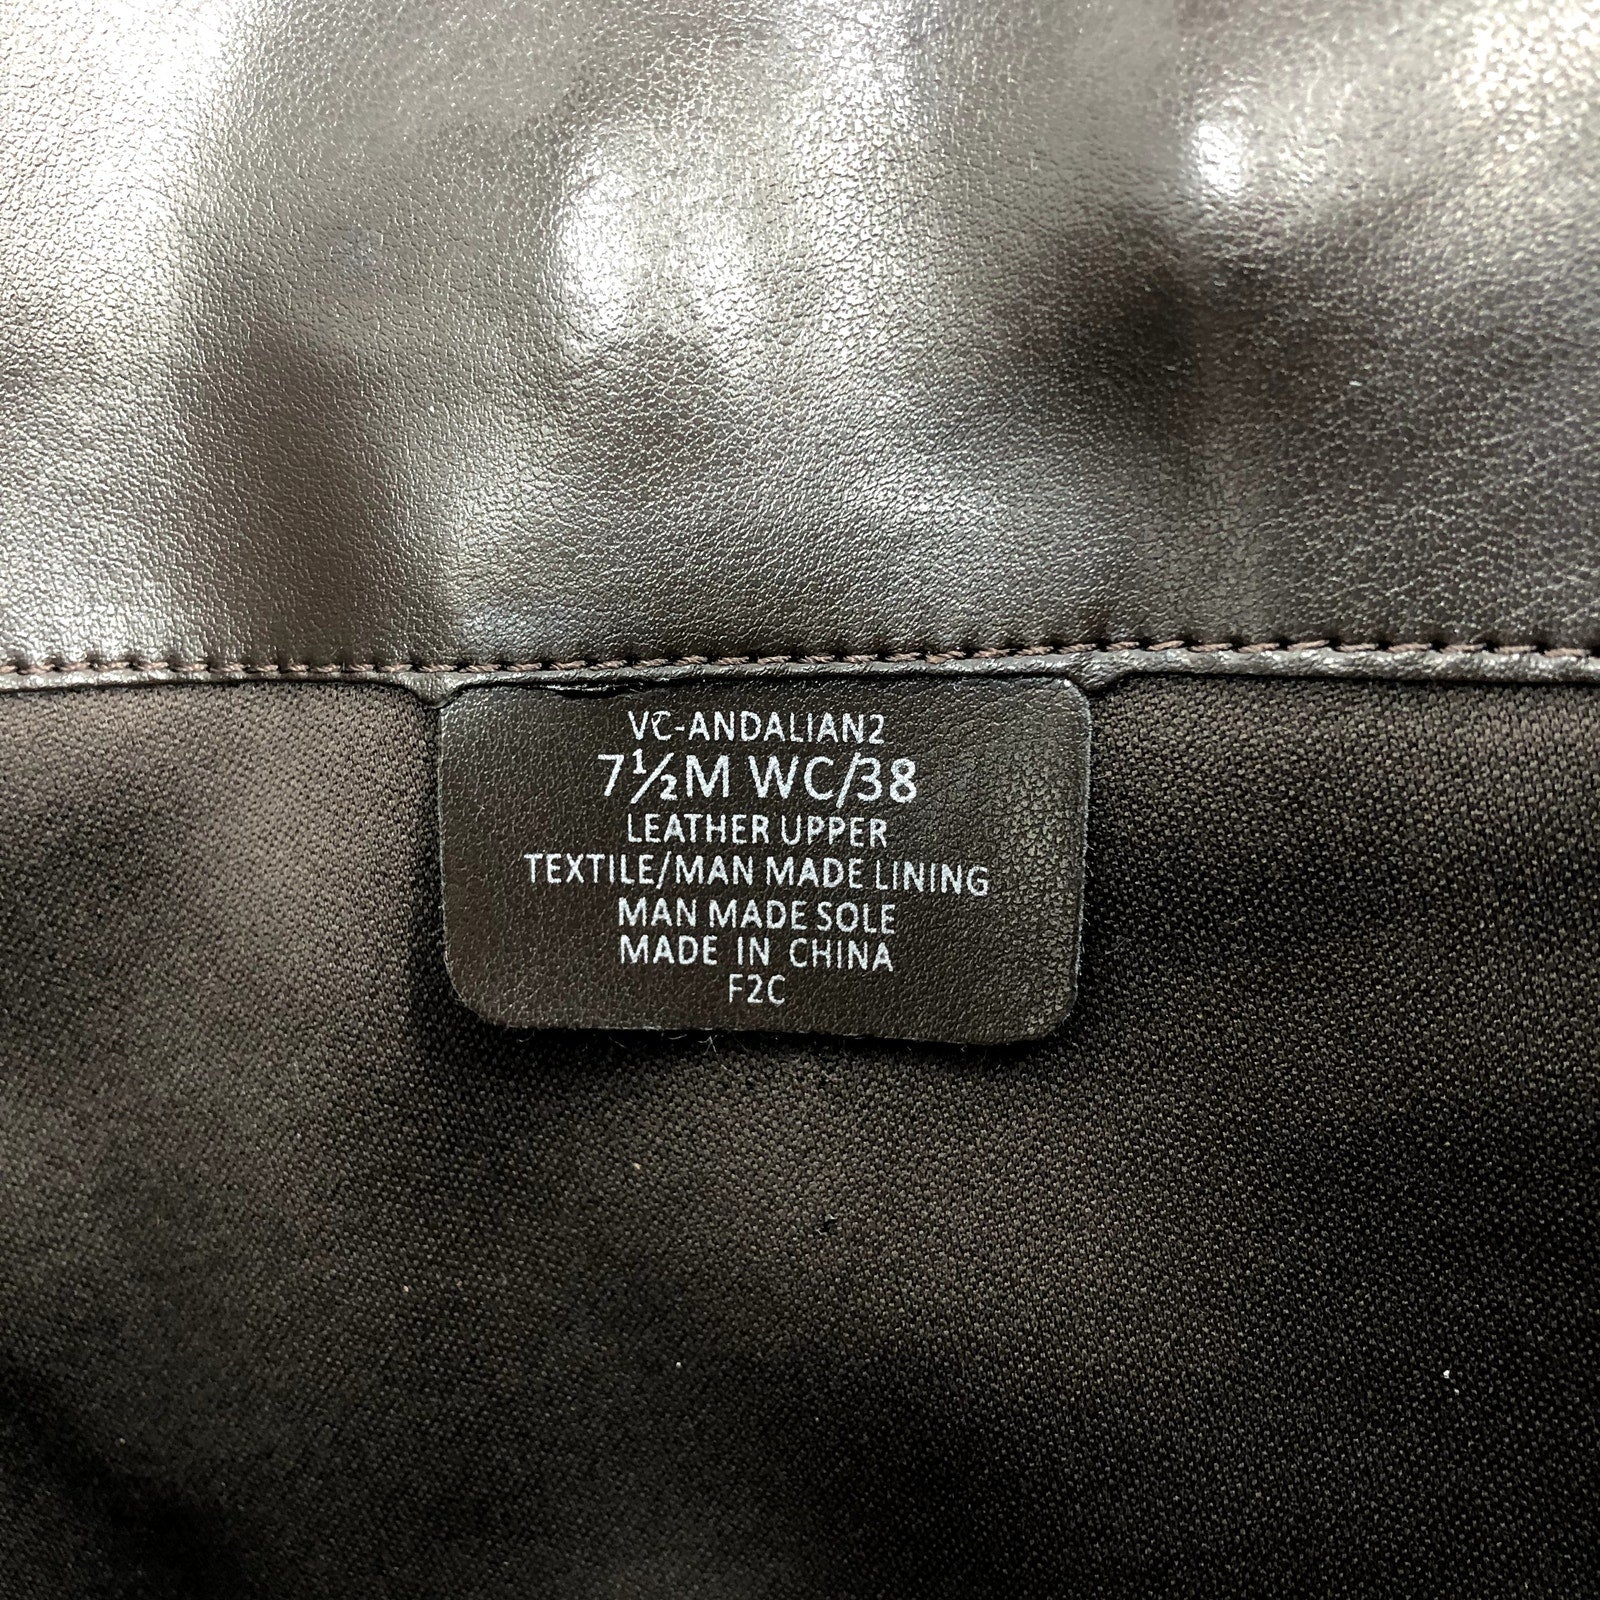 VC-ANDALIAN2
7½M WC/38
LEATHER UPPER
TEXTILE/MAN MADE LINING
MAN MADE SOLE
MADE IN CHINA
F2C